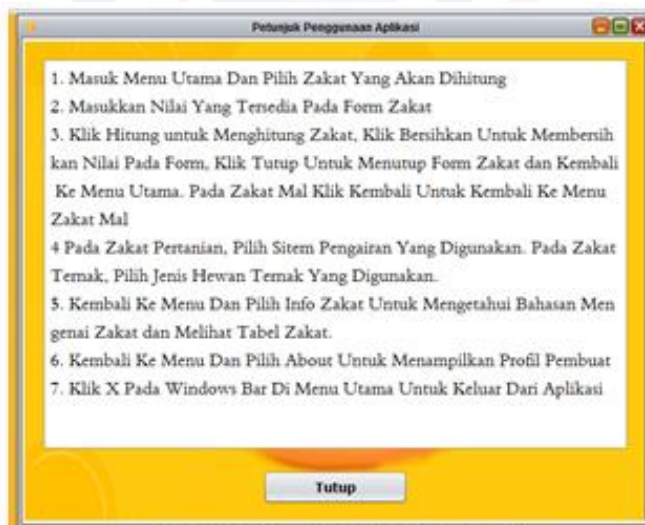 Petunjuk Penggunaan Aplikasi
1. Masuk Menu Utama Dan Pilih Zakat Yang Akan Dihitung
2. Masukkan Nilai Yang Tersedia Pada Form Zakat
3. Klik Hitung untuk Menghitung Zakat, Klik Bersihkan Untuk Membersih
kan Nilai Pada Form, Klik Tutup Untuk Menutup Form Zakat dan Kembali
Ke Menu Utama. Pada Zakat Mal Klik Kembali Untuk Kembali Ke Menu
Zakat Mal
4 Pada Zakat Pertanian, Pilih Sitem Pengairan Yang Digunakan. Pada Zakat
Ternak, Pilih Jenis Hewan Ternak Yang Digunakan.
5. Kembali Ke Menu Dan Pilih Info Zakat Untuk Mengetahui Bahasan Men
genai Zakat dan Melihat Tabel Zakat.
6. Kembali Ke Menu Dan Pilih About Untuk Menampilkan Profil Pembuat
7. Klik X Pada Windows Bar Di Menu Utama Untuk Keluar Dari Aplikasi
Tutup